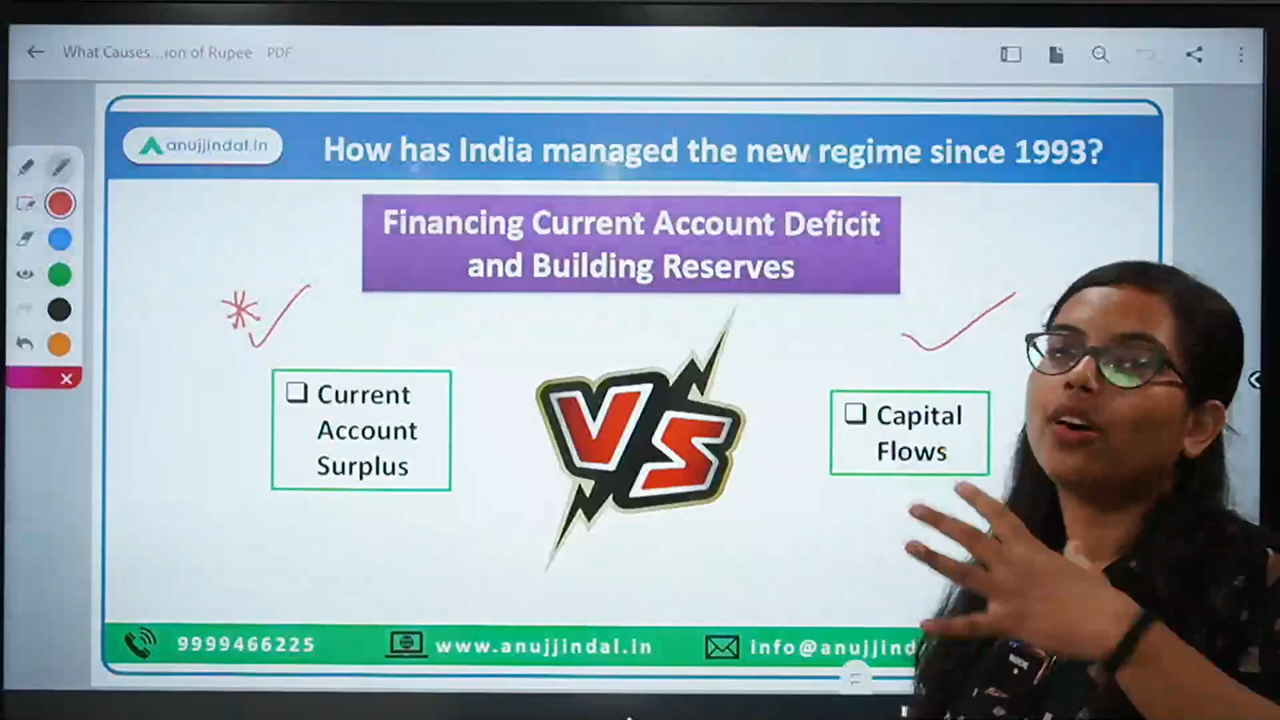 What Causes...ion of Rupee PDF
anujjindal.in
How has India managed the new regime since 1993?
Financing Current Account Deficit
and Building Reserves
Current
Account
Surplus
VS
Capital
Flows
9999466225
www.anujjindal.in
info@anujjind
11